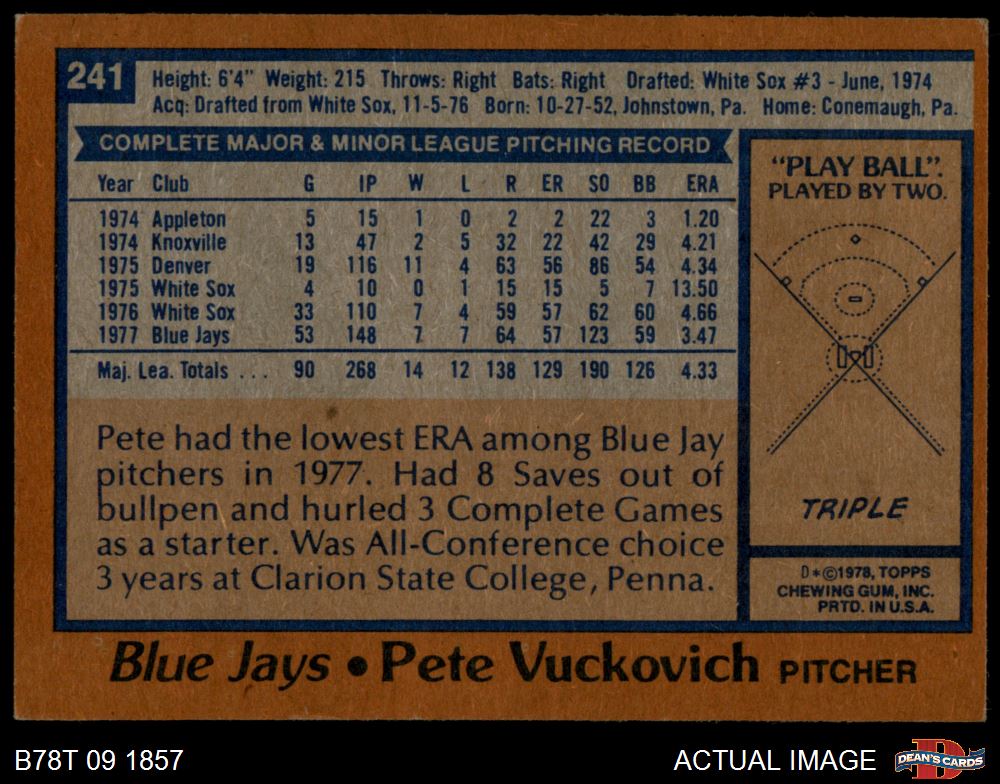 241
Height: 6'4" Weight: 215 Throws: Right Bats: Right Drafted: White Sox #3 - June, 1974
Acq: Drafted from White Sox, 11-5-76 Born: 10-27-52, Johnstown, Pa. Home: Conemaugh, Pa.
COMPLETE MAJOR & MINOR LEAGUE PITCHING RECORD
Year Club G IP W L R ER SO BB ERA
1974 Appleton 5 15 1 0 2 2 22 3 1.20
1974 Knoxville 13 47 2 5 32 22 42 29 4.21
1975 Denver 19 116 11 4 63 56 86 54 4.34
1975 White Sox 4 10 0 1 15 15 5 7 13.50
1976 White Sox 33 110 7 4 59 57 62 60 4.66
1977 Blue Jays 53 148 7 7 64 57 123 59 3.47
Maj. Lea. Totals ... 90 268 14 12 138 129 190 126 4.33
Pete had the lowest ERA among Blue Jay
pitchers in 1977. Had 8 Saves out of
bullpen and hurled 3 Complete Games
as a starter. Was All-Conference choice
3 years at Clarion State College, Penna.
"PLAY BALL".
PLAYED BY TWO.
TRIPLE
D*©1978, TOPPS
CHEWING GUM, INC.
PRTD. IN U.S.A.
Blue Jays • Pete Vuckovich PITCHER
B78T 09 1857
ACTUAL IMAGE
DEAN'S CARDS